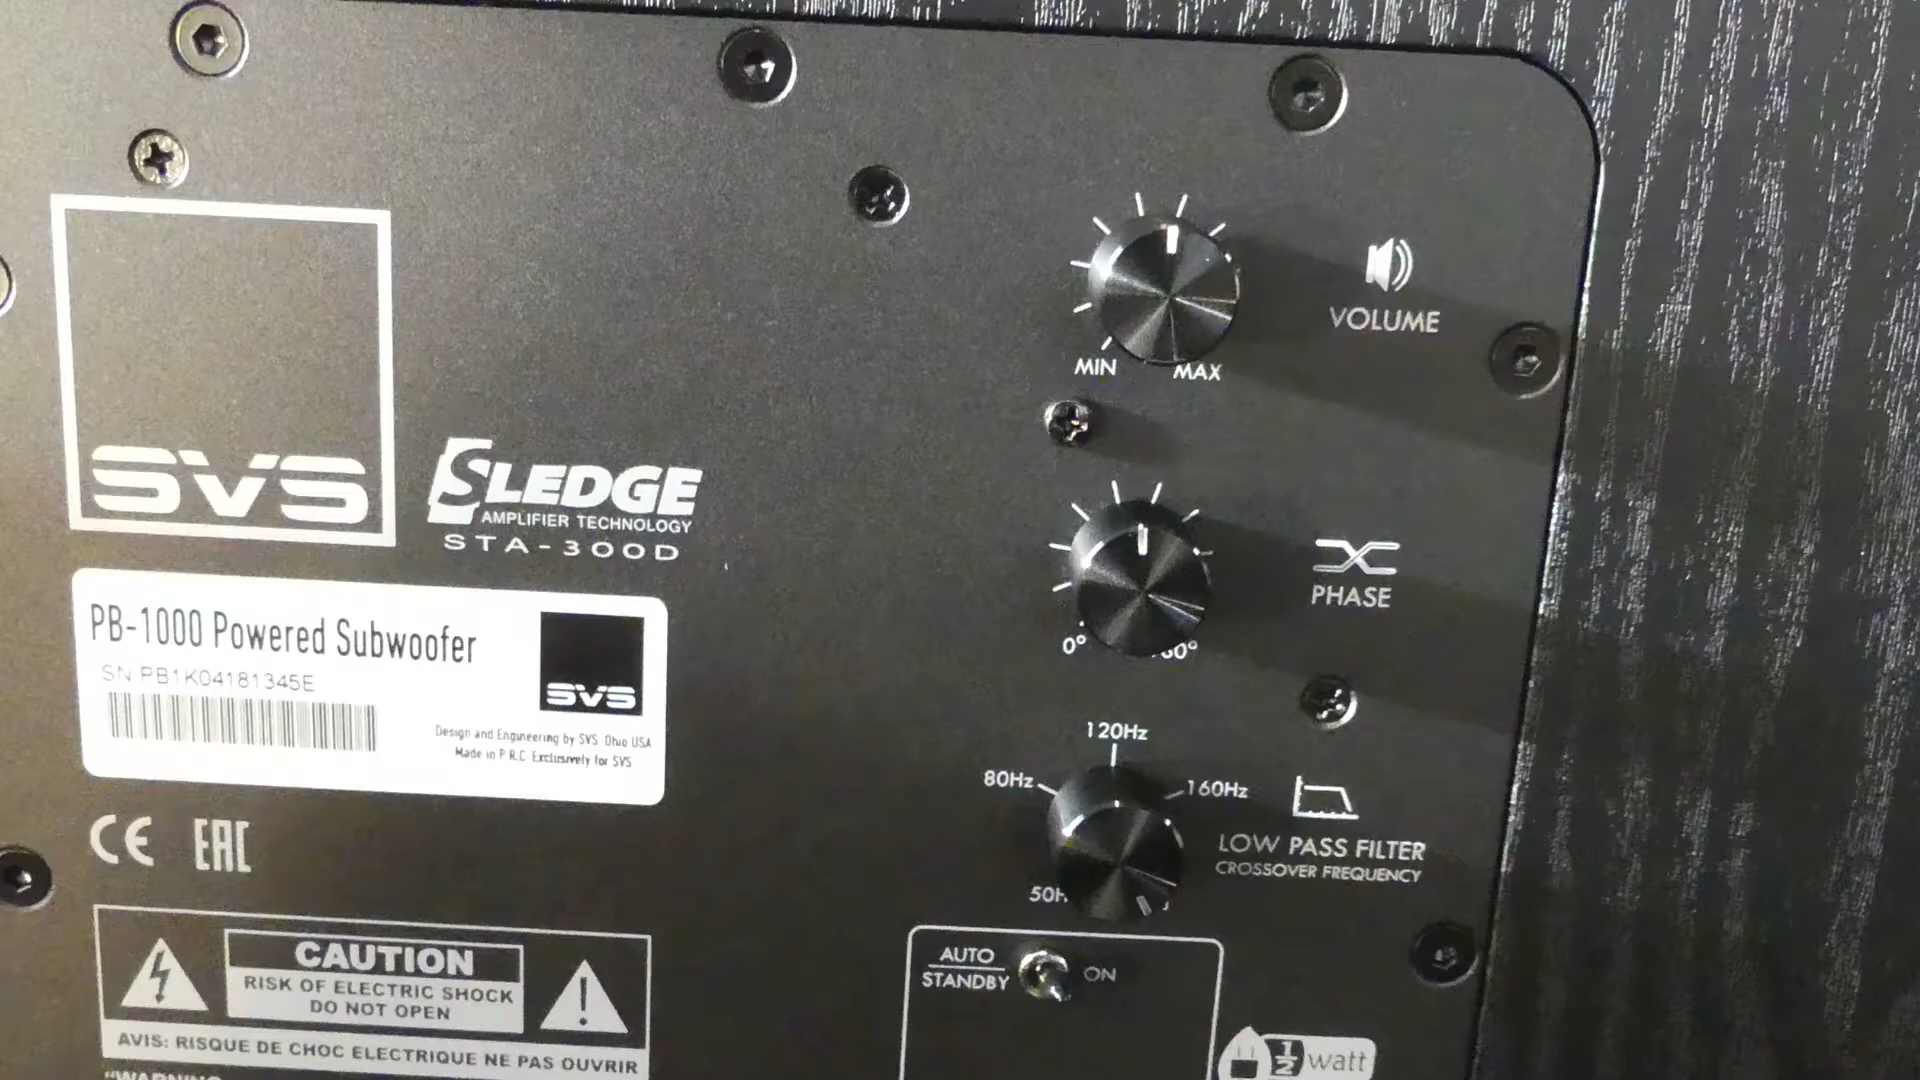 VOLUME
MIN MAX
SVS
SLEDGE
AMPLIFIER TECHNOLOGY
STA-300D
PHASE
0°
PB-1000 Powered Subwoofer
SN PB1K04181345E
SVS
Design and Engineering by SVS Ohio USA
Made in P.R.C. Exclusively for SVS
120Hz
80Hz
160Hz
LOW PASS FILTER
CROSSOVER FREQUENCY
CE EAC
CAUTION
RISK OF ELECTRIC SHOCK
DO NOT OPEN
AVIS: RISQUE DE CHOC ELECTRIQUE NE PAS OUVRIR
AUTO
STANDBY
ON
1/2 watt